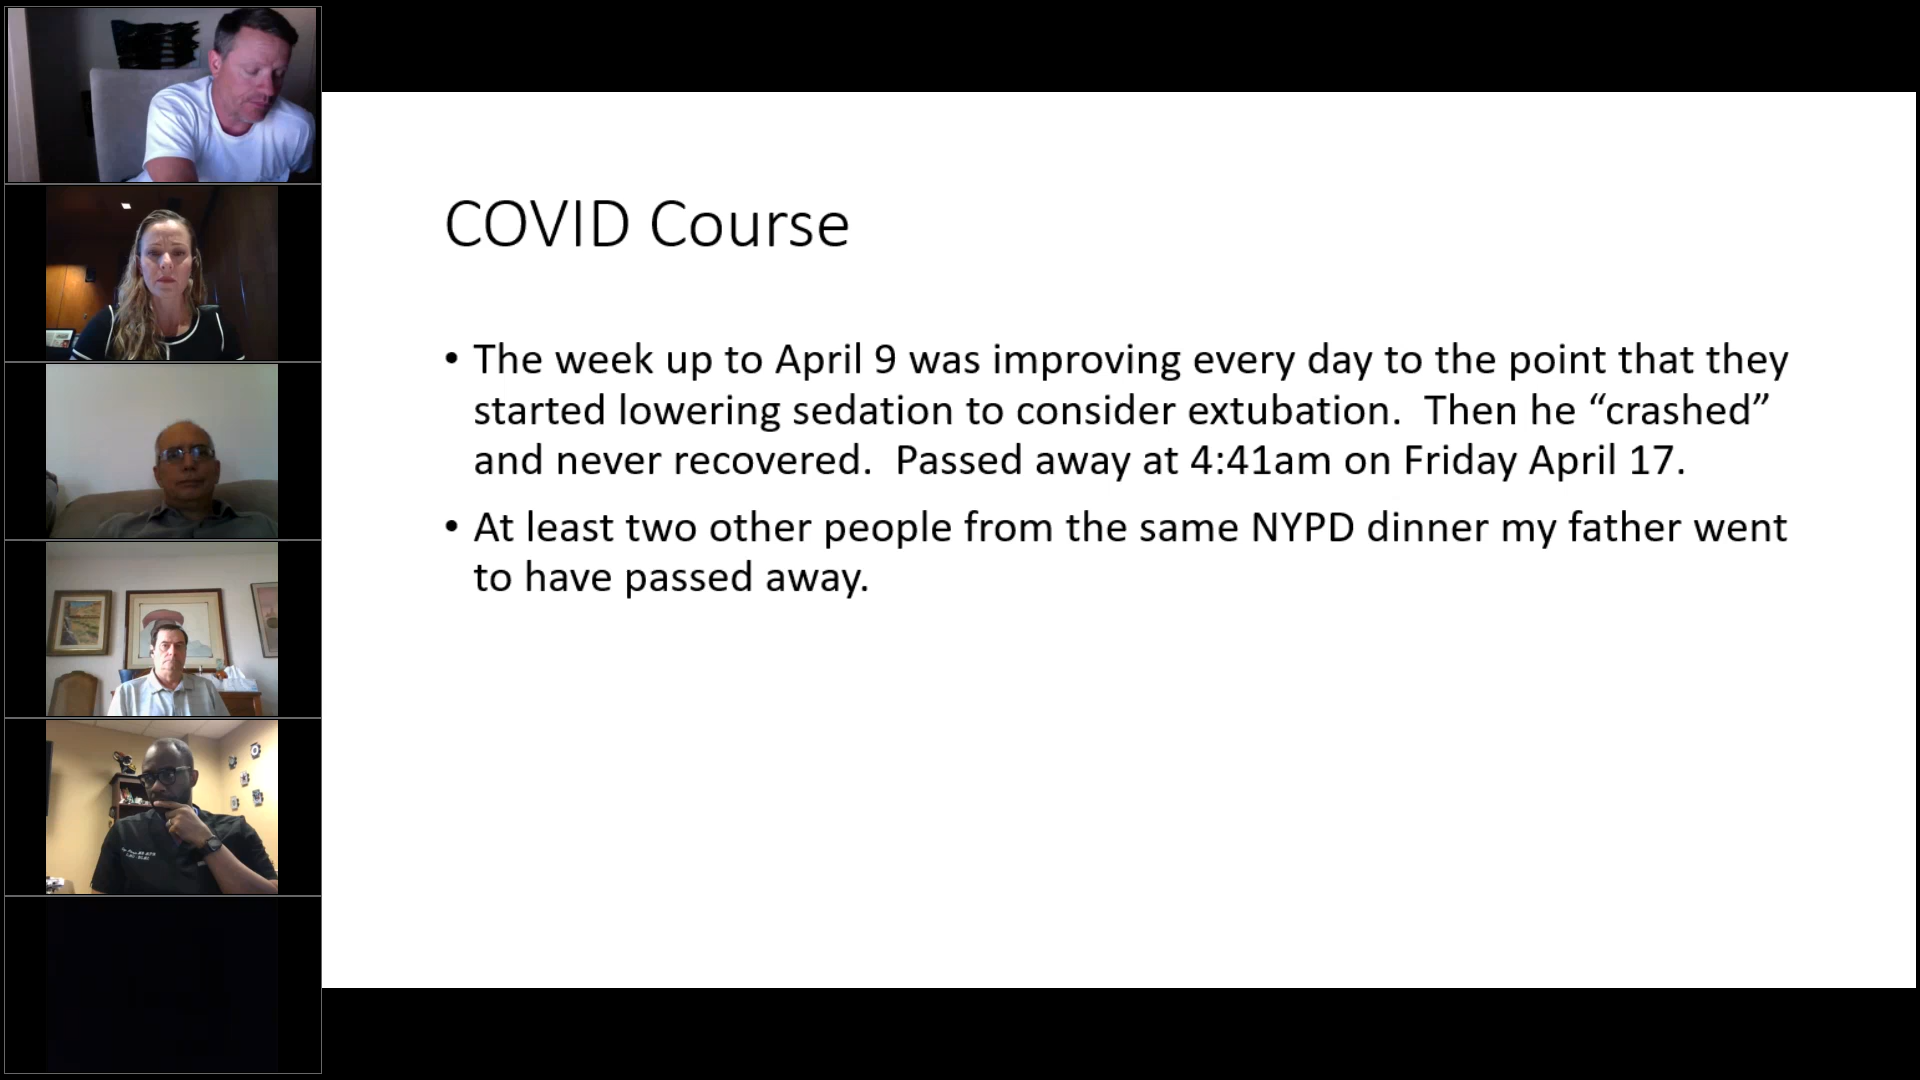 COVID Course
• The week up to April 9 was improving every day to the point that they
started lowering sedation to consider extubation.  Then he “crashed”
and never recovered.  Passed away at 4:41am on Friday April 17.
• At least two other people from the same NYPD dinner my father went
to have passed away.